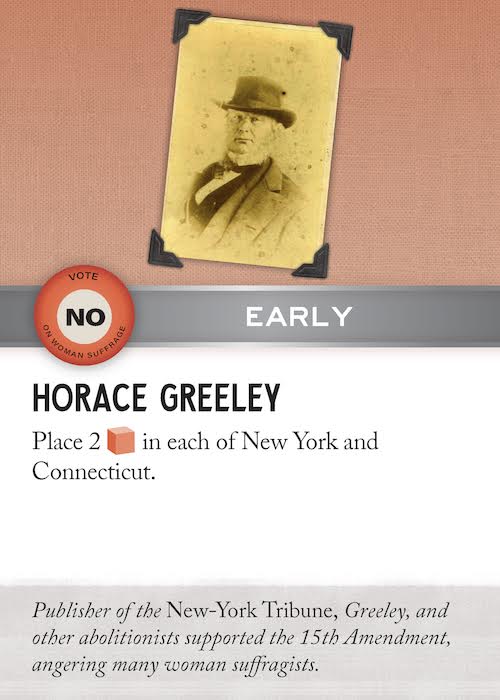 VOTE
NO
ON WOMAN SUFFRAGE
EARLY
HORACE GREELEY
Place 2 in each of New York and
Connecticut.
Publisher of the New-York Tribune, Greeley, and
other abolitionists supported the 15th Amendment,
angering many woman suffragists.